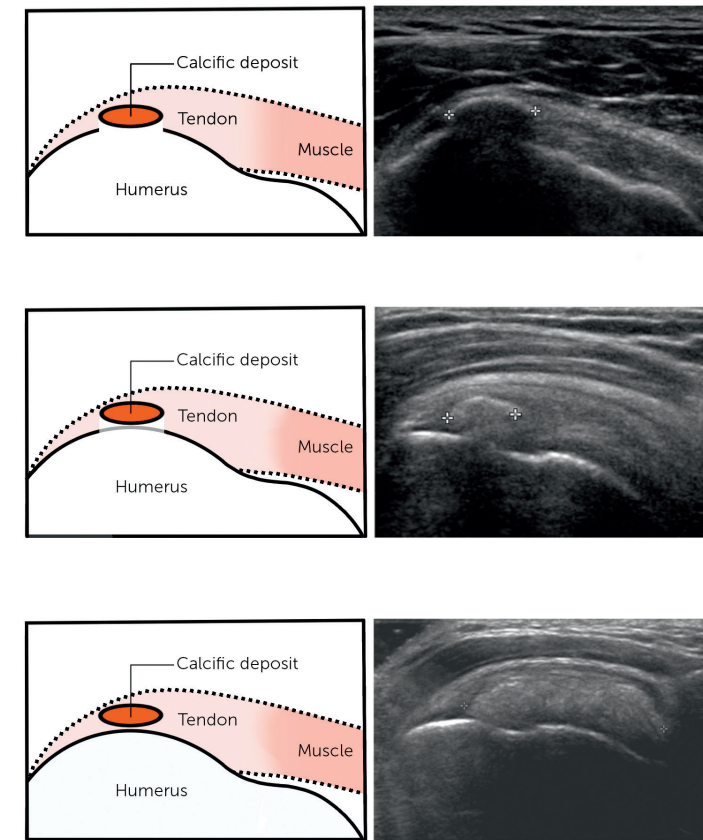 Calcific deposit
Tendon
Muscle
Humerus
Calcific deposit
Tendon
Muscle
Humerus
Calcific deposit
Tendon
Muscle
Humerus